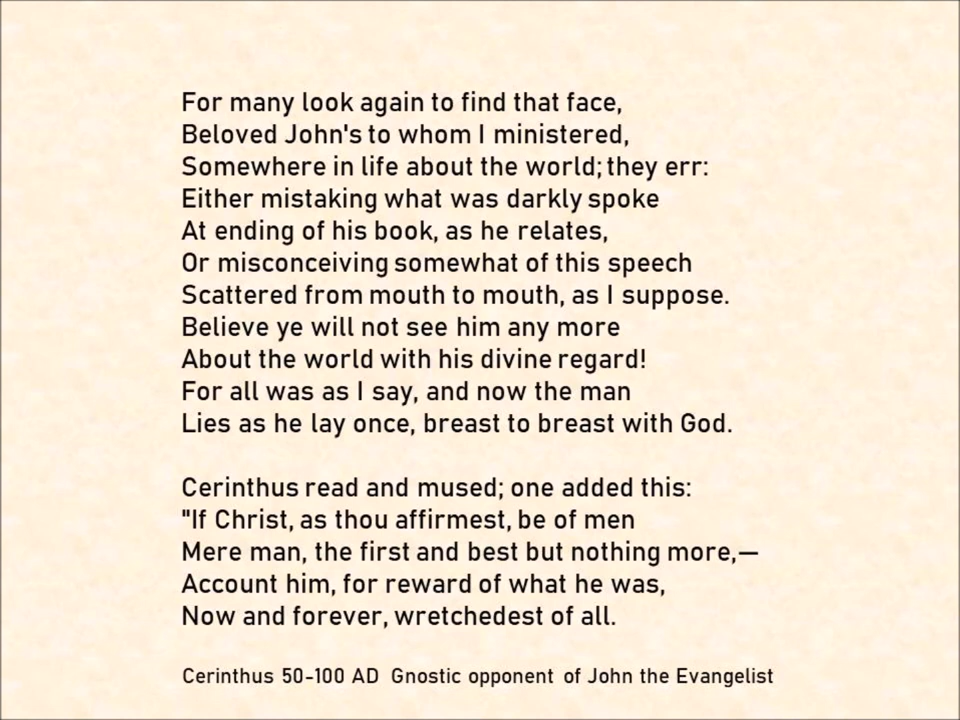 For many look again to find that face,
Beloved John's to whom I ministered,
Somewhere in life about the world; they err:
Either mistaking what was darkly spoke
At ending of his book, as he relates,
Or misconceiving somewhat of this speech
Scattered from mouth to mouth, as I suppose.
Believe ye will not see him any more
About the world with his divine regard!
For all was as I say, and now the man
Lies as he lay once, breast to breast with God.

Cerinthus read and mused; one added this:
"If Christ, as thou affirmest, be of men
Mere man, the first and best but nothing more,—
Account him, for reward of what he was,
Now and forever, wretchedest of all.

Cerinthus 50-100 AD Gnostic opponent of John the Evangelist